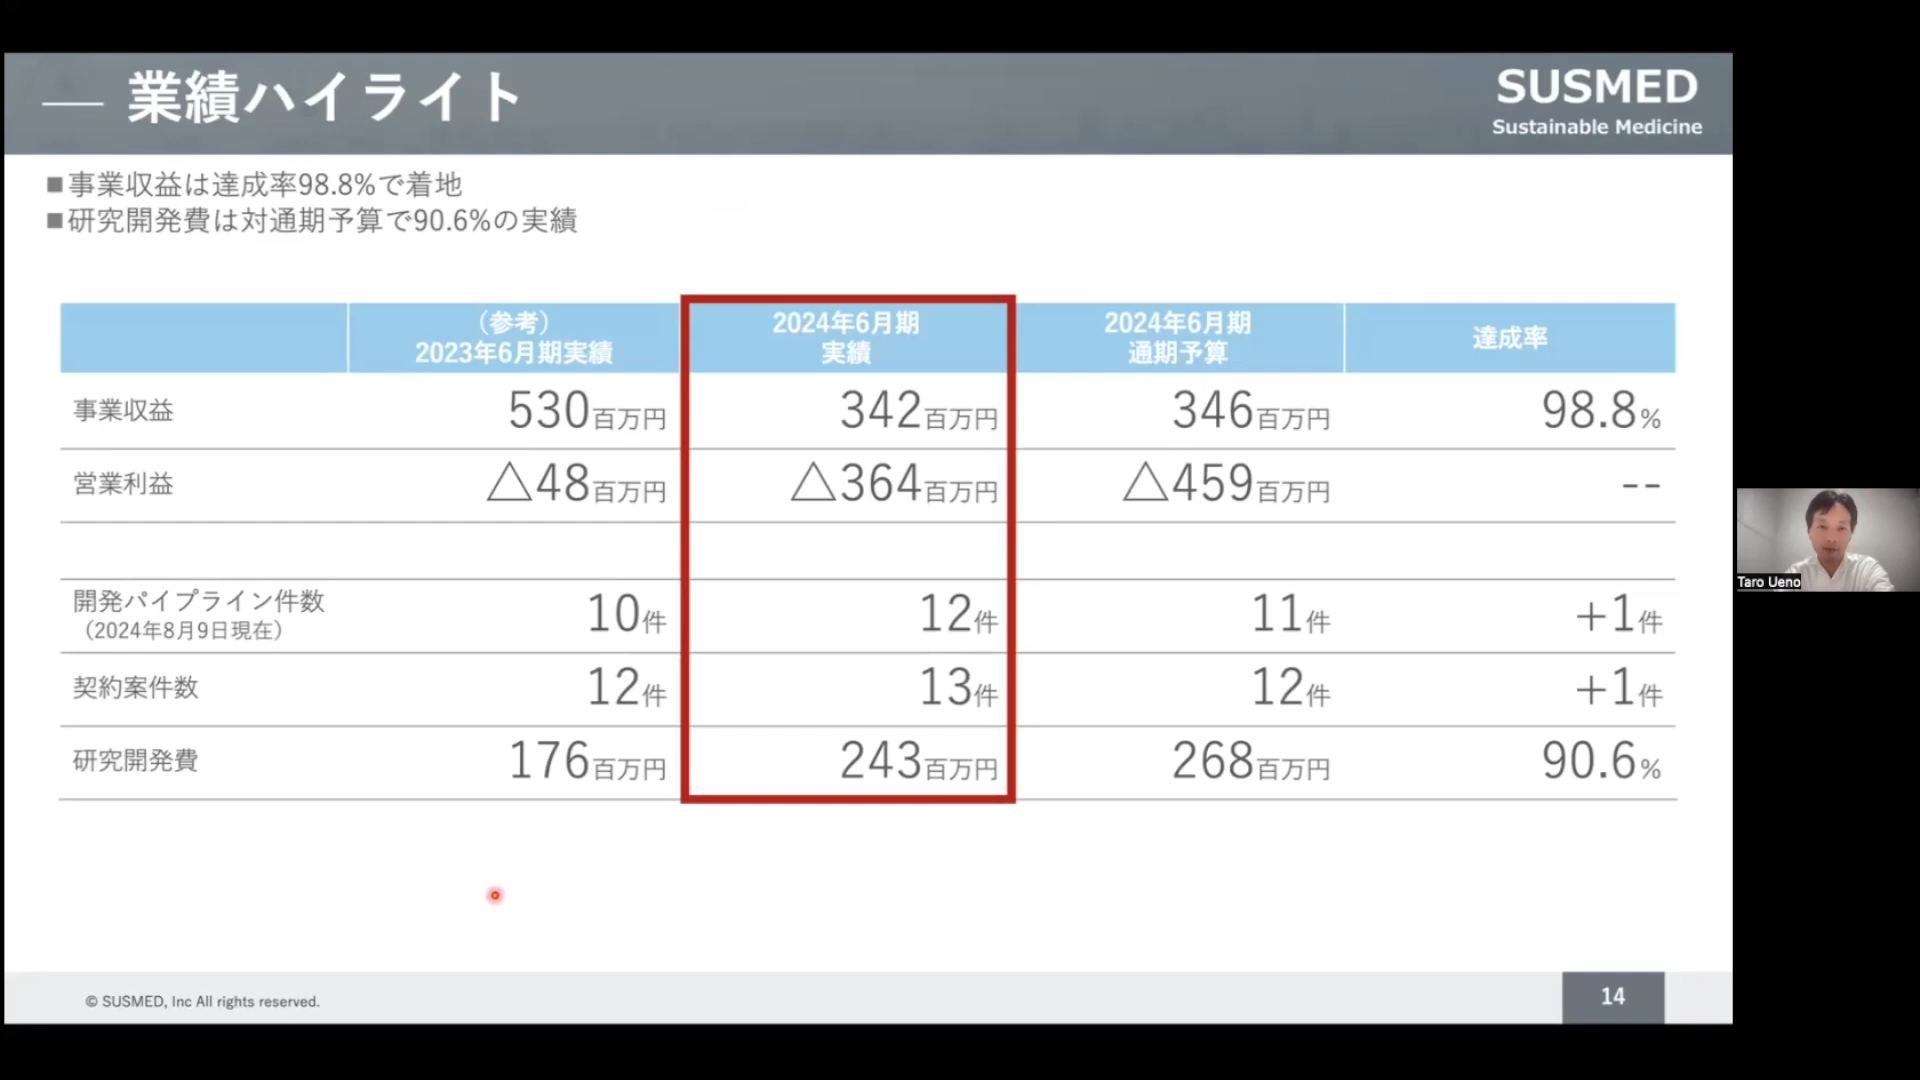 業績ハイライト
SUSMED
Sustainable Medicine
■事業収益は達成率98.8%で着地
■研究開発費は対通期予算で90.6%の実績
（参考）
2023年6月期実績
2024年6月期
実績
2024年6月期
通期予算
達成率
事業収益 530百万円 342百万円 346百万円 98.8%
営業利益 △48百万円 △364百万円 △459百万円 --
開発パイプライン件数
（2024年8月9日現在）
10件 12件 11件 +1件
契約案件数 12件 13件 12件 +1件
研究開発費 176百万円 243百万円 268百万円 90.6%
Taro Ueno
© SUSMED, Inc All rights reserved.
14